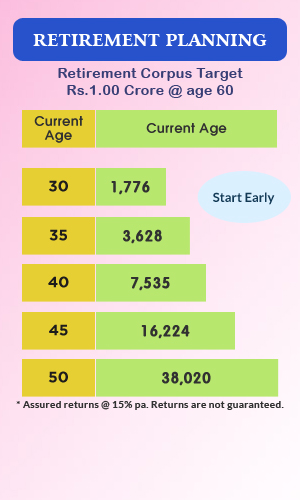 RETIREMENT PLANNING
Retirement Corpus Target
Rs.1.00 Crore @ age 60
Current Age
Current Age
30 1,776
Start Early
35 3,628
40 7,535
45 16,224
50 38,020
* Assured returns @ 15% pa. Returns are not guaranteed.